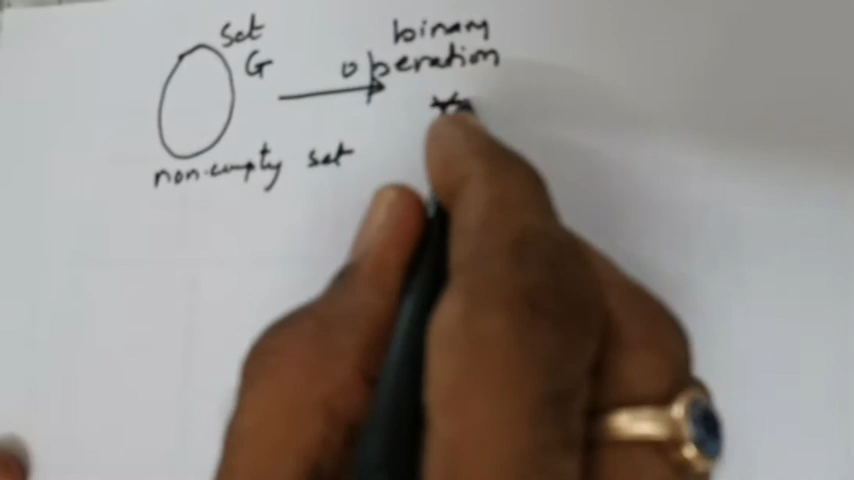 set
G
binary
operation
*
non-empty set